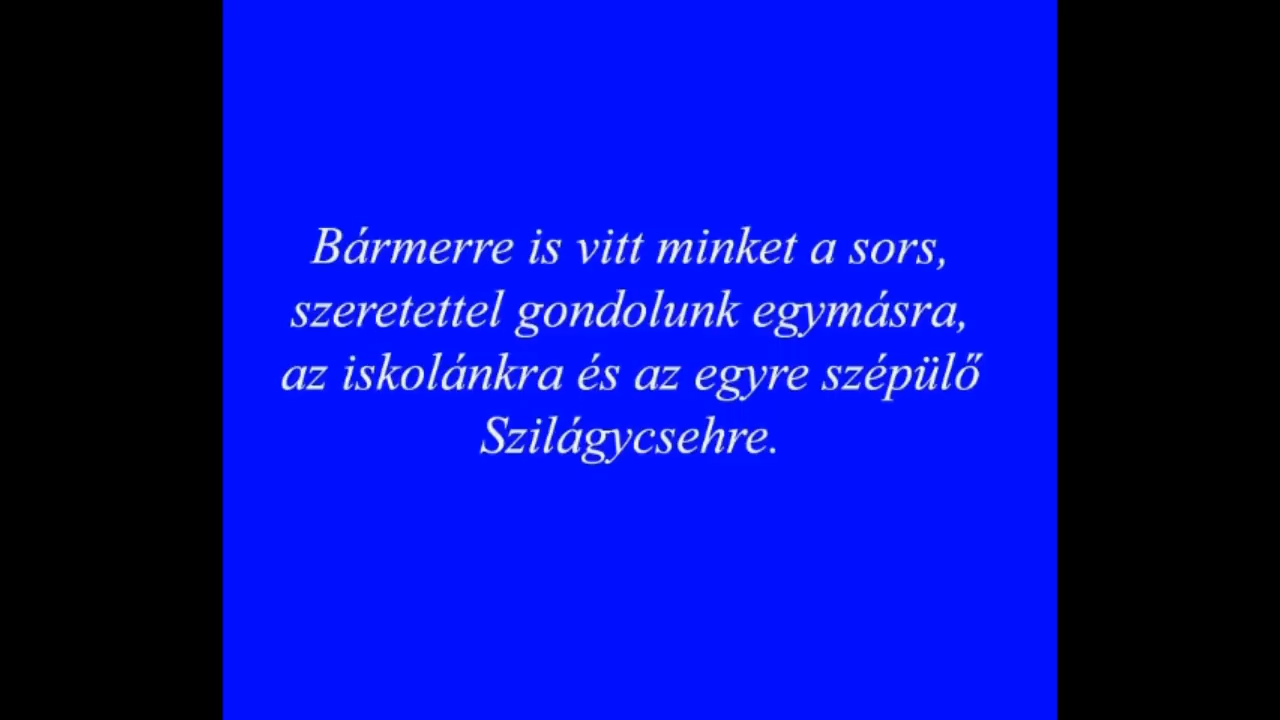 Bármerre is vitt minket a sors,
szeretettel gondolunk egymásra,
az iskolánkra és az egyre szépülő
Szilágycsehre.